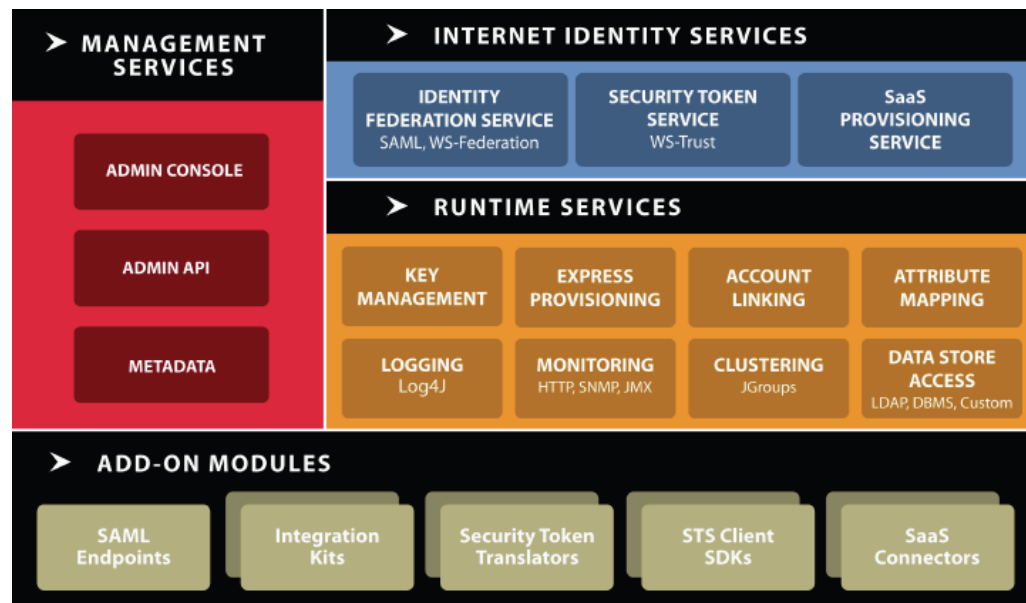 MANAGEMENT
SERVICES
ADMIN CONSOLE
ADMIN API
METADATA
INTERNET IDENTITY SERVICES
IDENTITY
FEDERATION SERVICE
SAML, WS-Federation
SECURITY TOKEN
SERVICE
WS-Trust
SaaS
PROVISIONING
SERVICE
RUNTIME SERVICES
KEY
MANAGEMENT
EXPRESS
PROVISIONING
ACCOUNT
LINKING
ATTRIBUTE
MAPPING
LOGGING
Log4J
MONITORING
HTTP, SNMP, JMX
CLUSTERING
JGroups
DATA STORE
ACCESS
LDAP, DBMS, Custom
ADD-ON MODULES
SAML
Endpoints
Integration
Kits
Security Token
Translators
STS Client
SDKs
SaaS
Connectors